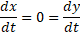 dx/dt = 0 = dy/dt